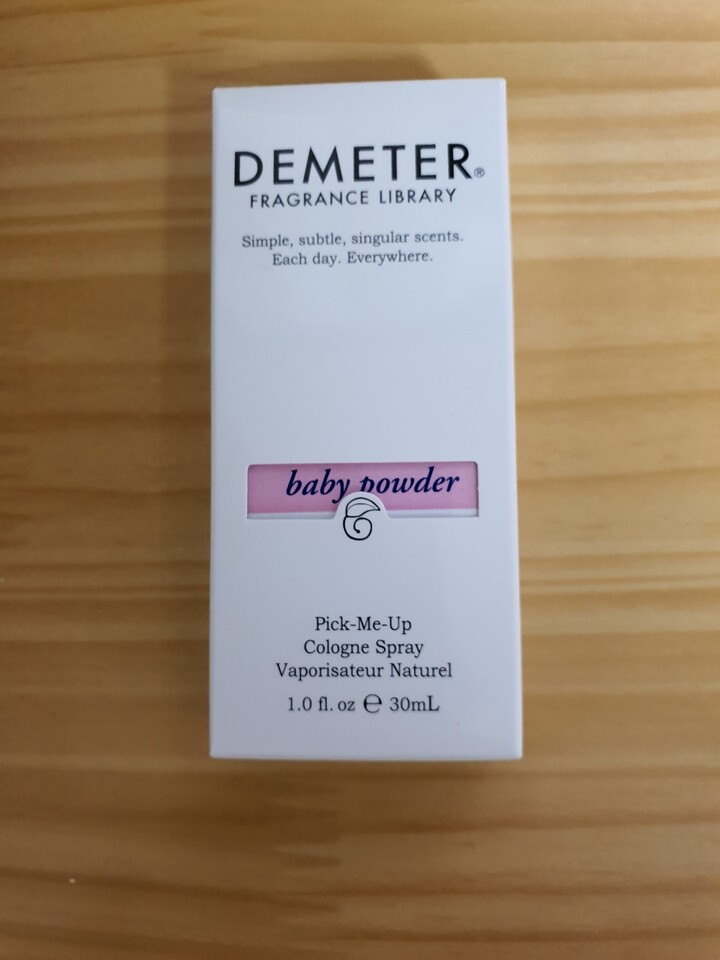 DEMETER®
FRAGRANCE LIBRARY
Simple, subtle, singular scents.
Each day. Everywhere.
baby powder
Pick-Me-Up
Cologne Spray
Vaporisateur Naturel
1.0 fl. oz ℮ 30mL